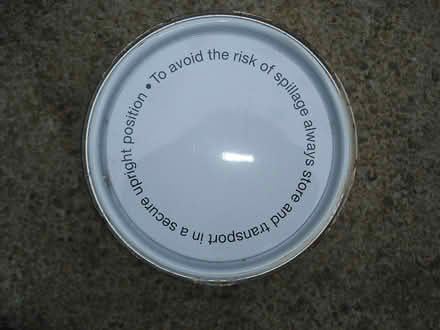 • To avoid the risk of spillage always store and transport in a secure upright position